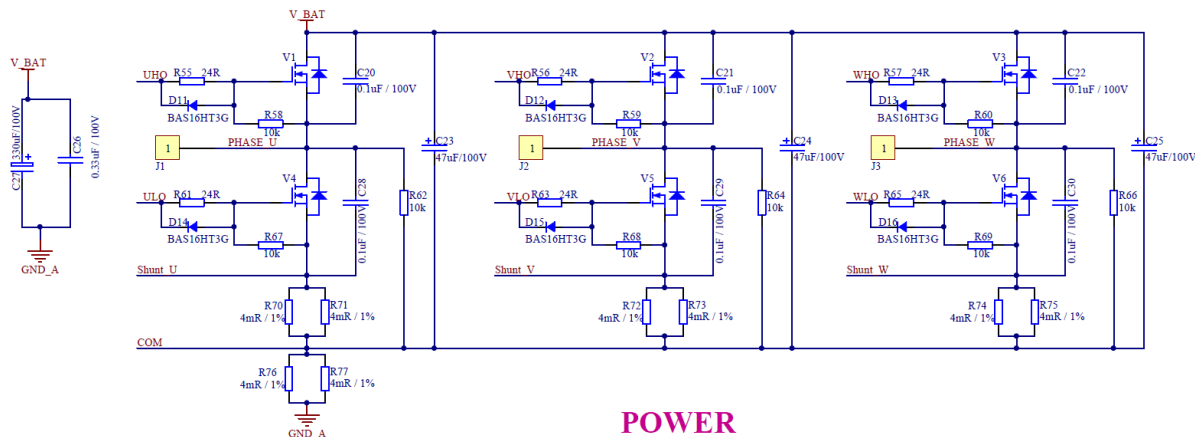 V_BAT
V_BAT
C27
330uF/100V
C26
0.33uF / 100V
GND_A
UHO
R55
24R
D11
BAS16HT3G
R58
10k
V1
C20
0.1uF / 100V
1
J1
PHASE_U
C23
47uF/100V
ULO
R61
24R
D14
BAS16HT3G
R67
10k
V4
C28
0.1uF / 100V
R62
10k
Shunt_U
R70
4mR / 1%
R71
4mR / 1%
COM
R76
4mR / 1%
R77
4mR / 1%
GND_A
VHO
R56
24R
D12
BAS16HT3G
R59
10k
V2
C21
0.1uF / 100V
1
J2
PHASE_V
C24
47uF/100V
VLO
R63
24R
D15
BAS16HT3G
R68
10k
V5
C29
0.1uF / 100V
R64
10k
Shunt_V
R72
4mR / 1%
R73
4mR / 1%
WHO
R57
24R
D13
BAS16HT3G
R60
10k
V3
C22
0.1uF / 100V
1
J3
PHASE_W
C25
47uF/100V
WLO
R65
24R
D16
BAS16HT3G
R69
10k
V6
C30
0.1uF / 100V
R66
10k
Shunt_W
R74
4mR / 1%
R75
4mR / 1%
POWER